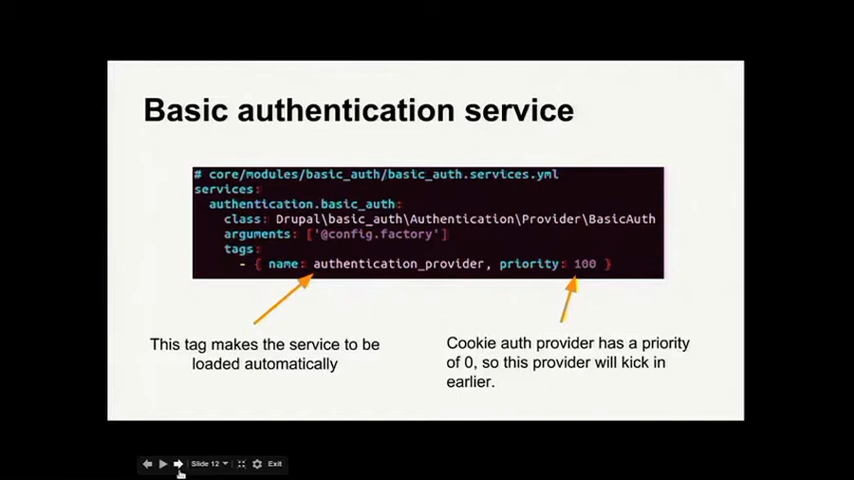 Basic authentication service
# core/modules/basic_auth/basic_auth.services.yml
services:
authentication.basic_auth:
class: Drupal\basic_auth\Authentication\Provider\BasicAuth
arguments: ['@config.factory']
tags:
- { name: authentication_provider, priority: 100 }
This tag makes the service to be
loaded automatically
Cookie auth provider has a priority
of 0, so this provider will kick in
earlier.
Slide 12
Exit